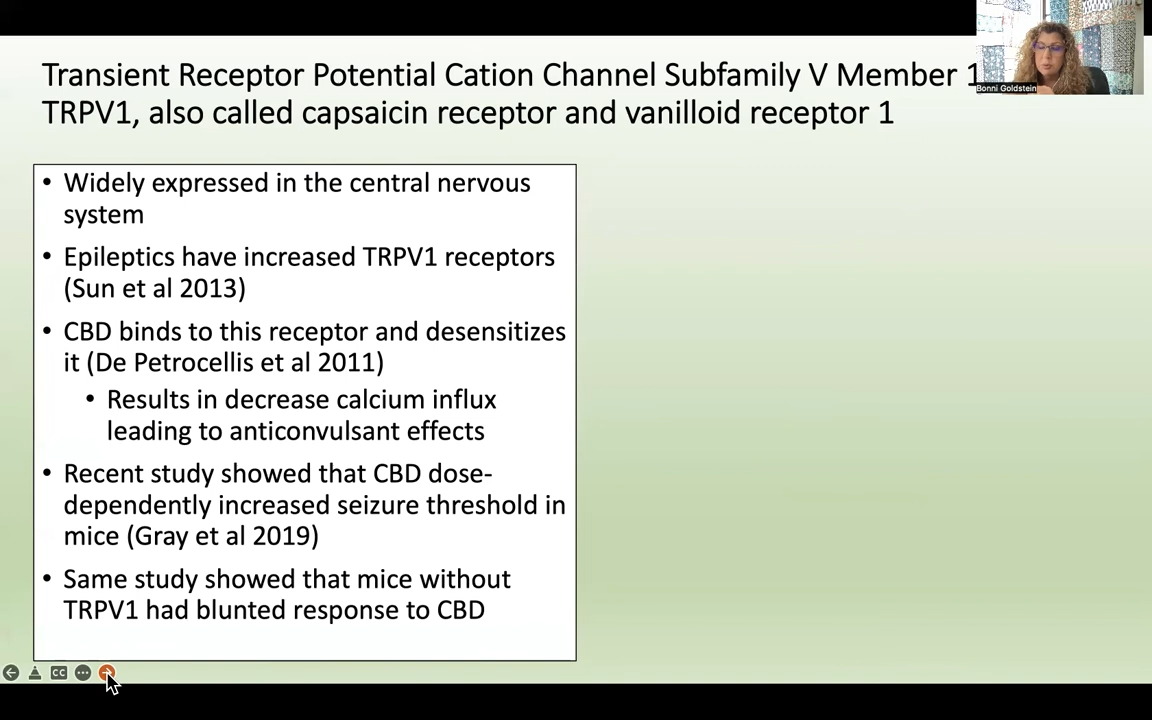 Transient Receptor Potential Cation Channel Subfamily V Member 1
TRPV1, also called capsaicin receptor and vanilloid receptor 1
Bonni Goldstein
• Widely expressed in the central nervous
system
• Epileptics have increased TRPV1 receptors
(Sun et al 2013)
• CBD binds to this receptor and desensitizes
it (De Petrocellis et al 2011)
• Results in decrease calcium influx
leading to anticonvulsant effects
• Recent study showed that CBD dose-
dependently increased seizure threshold in
mice (Gray et al 2019)
• Same study showed that mice without
TRPV1 had blunted response to CBD
CC